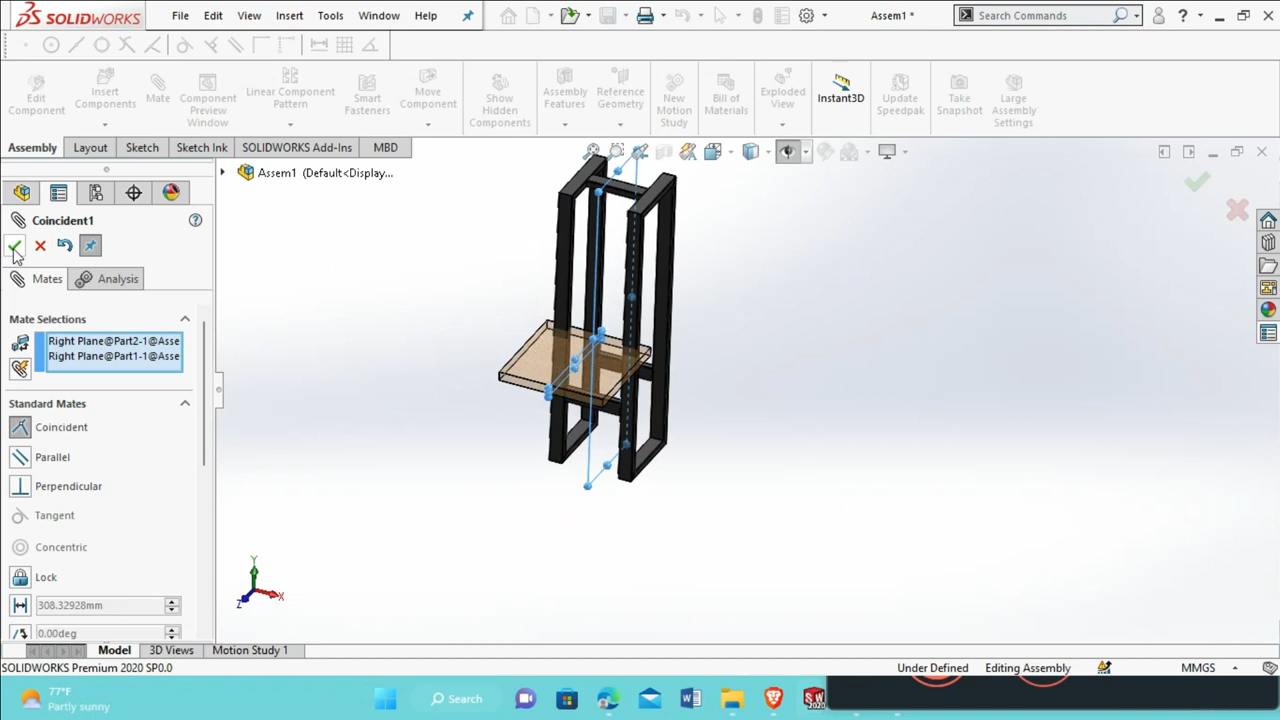 SOLIDWORKS File Edit View Insert Tools Window Help Assem1 * Search Commands
Edit Component
Insert Components
Mate
Component Preview Window
Linear Component Pattern
Smart Fasteners
Move Component
Show Hidden Components
Assembly Features
Reference Geometry
New Motion Study
Bill of Materials
Exploded View
Instant3D
Update Speedpak
Take Snapshot
Large Assembly Settings
Assembly Layout Sketch Sketch Ink SOLIDWORKS Add-Ins MBD
Assem1 (Default<Display...
Coincident1
Mates Analysis
Mate Selections
Right Plane@Part2-1@Asse
Right Plane@Part1-1@Asse
Standard Mates
Coincident
Parallel
Perpendicular
Tangent
Concentric
Lock
308.32928mm
0.00deg
Y
X
Z
Model 3D Views Motion Study 1
SOLIDWORKS Premium 2020 SP0.0 Under Defined Editing Assembly MMGS
77°F
Partly sunny
Search
SW
2020